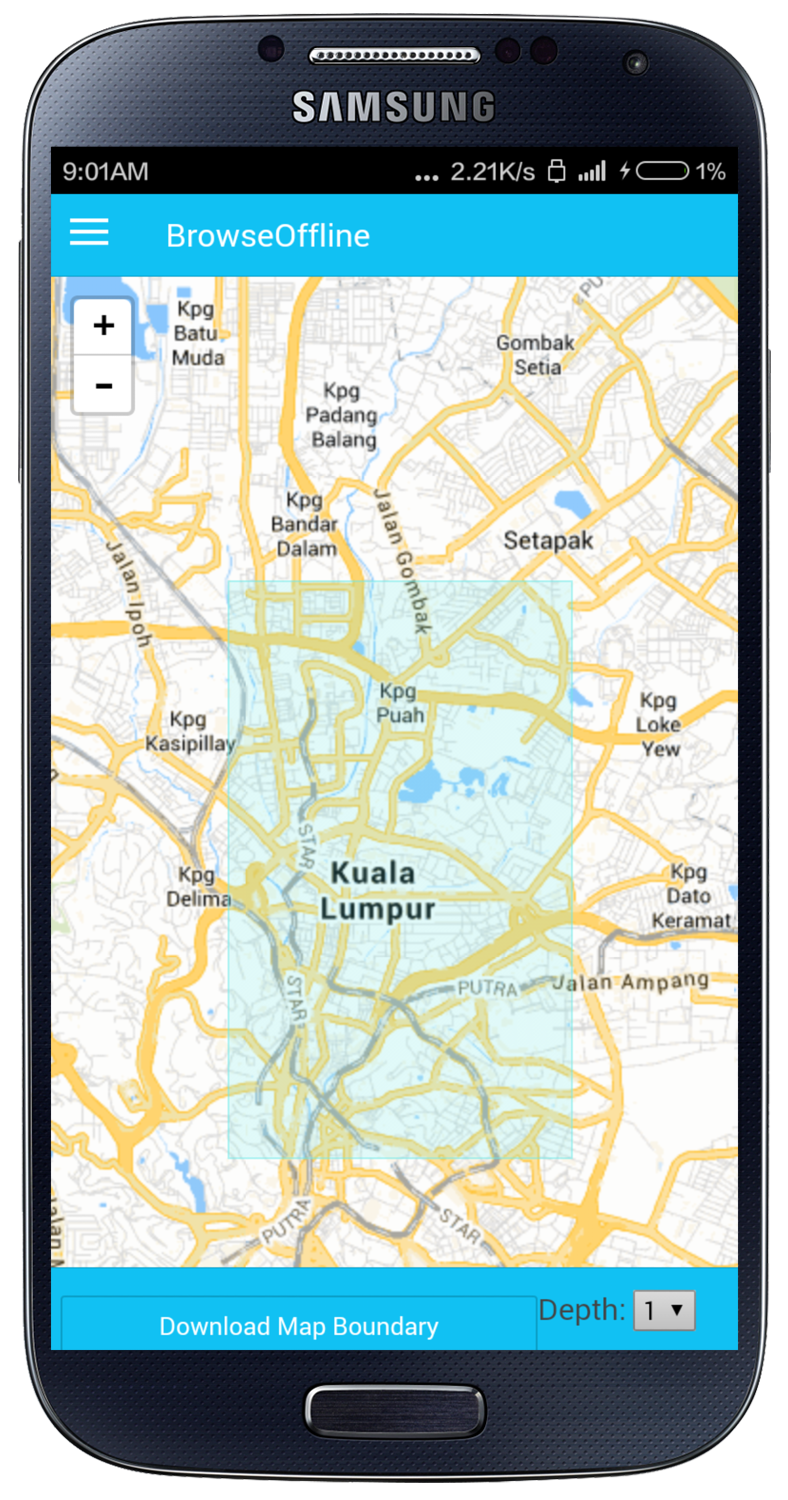 SAMSUNG
9:01AM ... 2.21K/s 1%
BrowseOffline
+
-
Kpg
Batu
Muda
Gombak
Setia
Kpg
Padang
Balang
Kpg
Bandar
Dalam
Jalan Gombak
Setapak
Jalan Ipoh
Kpg
Puah
Kpg
Loke
Yew
Kpg
Kasipillay
STAR
Kuala
Lumpur
Kpg
Delima
Kpg
Dato
Keramat
STAR
PUTRA
Jalan Ampang
PUTRA
STAR
Download Map Boundary
Depth: 1 ▼